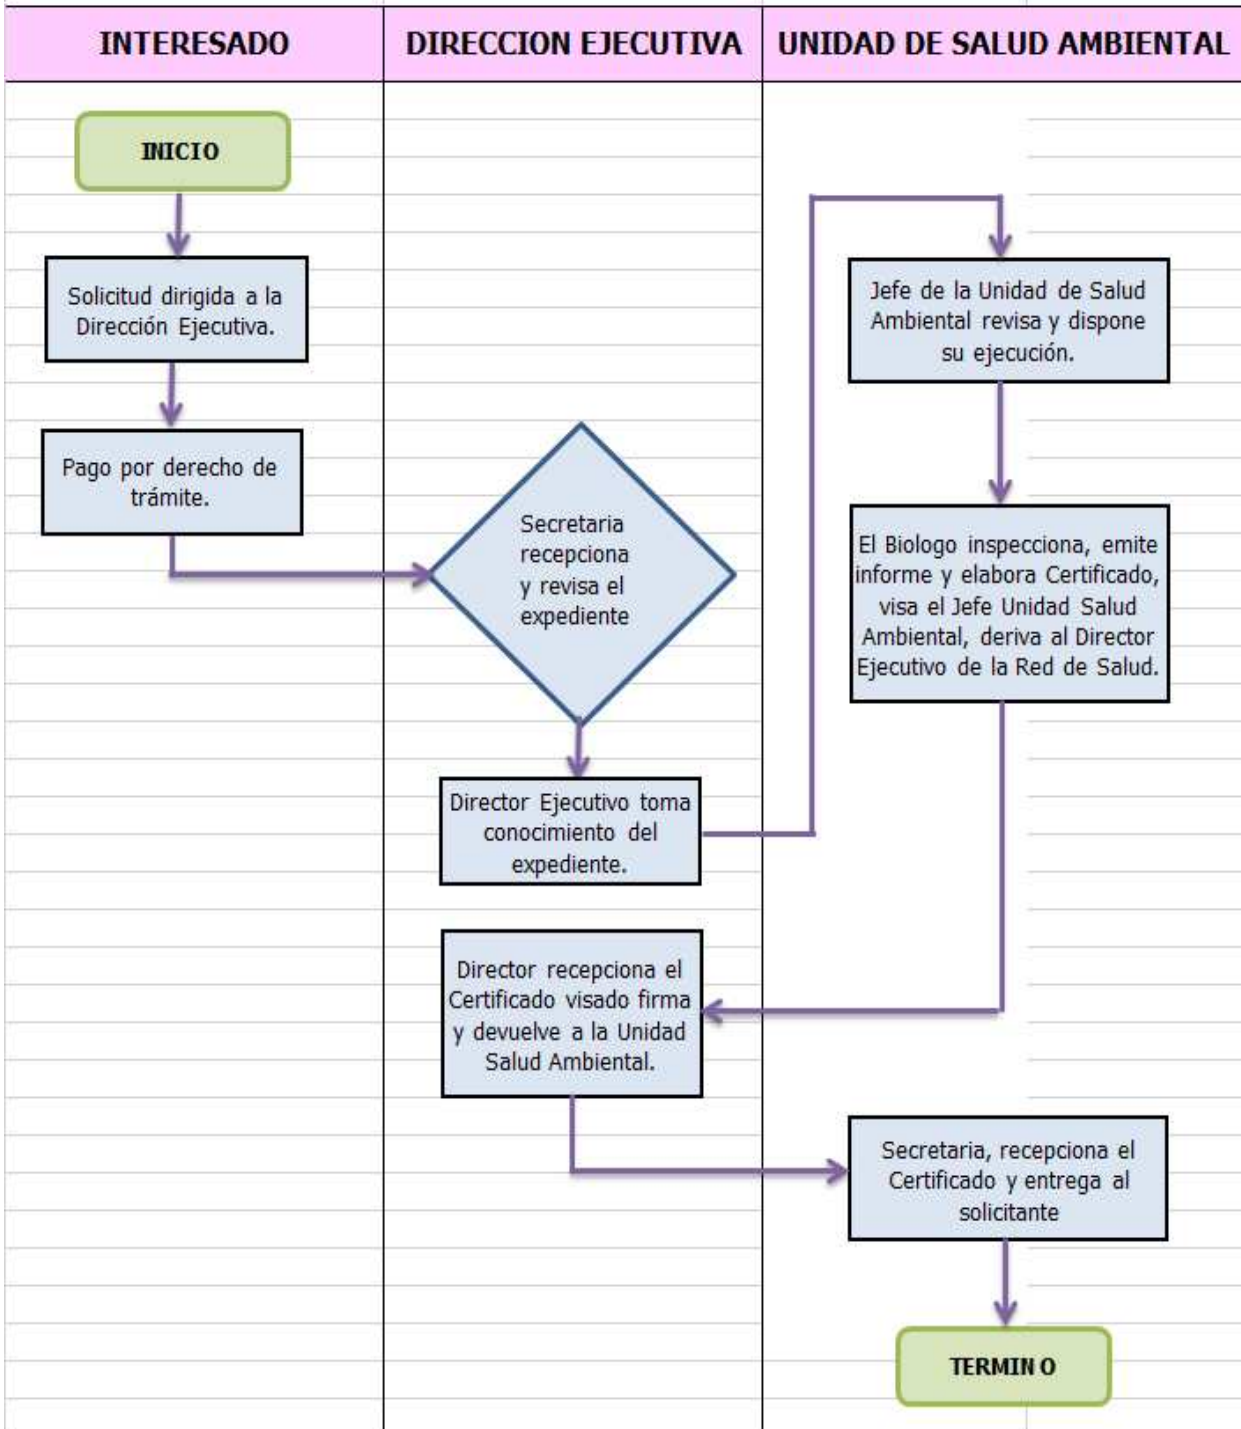 INTERESADO
DIRECCION EJECUTIVA
UNIDAD DE SALUD AMBIENTAL
INICIO
Solicitud dirigida a la
Dirección Ejecutiva.
Pago por derecho de
trámite.
Secretaria
recepciona
y revisa el
expediente
Director Ejecutivo toma
conocimiento del
expediente.
Jefe de la Unidad de Salud
Ambiental revisa y dispone
su ejecución.
El Biologo inspecciona, emite
informe y elabora Certificado,
visa el Jefe Unidad Salud
Ambiental, deriva al Director
Ejecutivo de la Red de Salud.
Director recepciona el
Certificado visado firma
y devuelve a la Unidad
Salud Ambiental.
Secretaria, recepciona el
Certificado y entrega al
solicitante
TERMINO